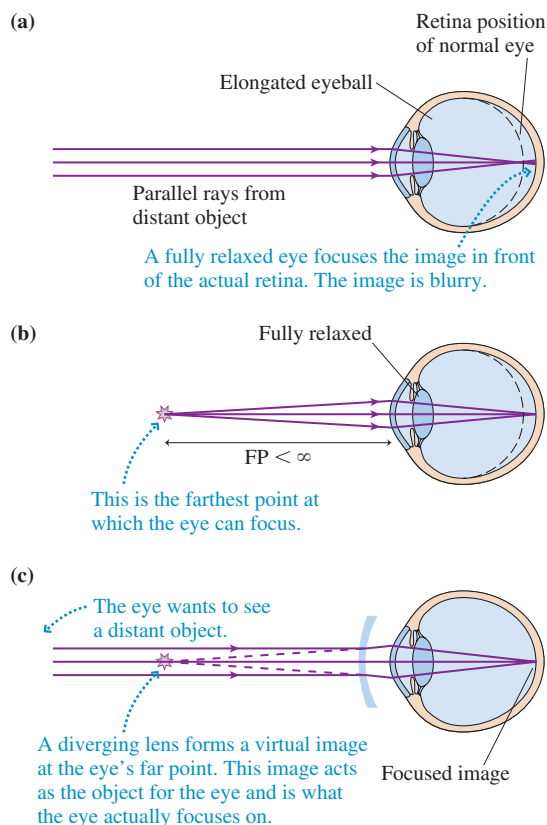 (a)
Retina position
of normal eye
Elongated eyeball
Parallel rays from
distant object
A fully relaxed eye focuses the image in front
of the actual retina. The image is blurry.
(b)
Fully relaxed
FP < ∞
This is the farthest point at
which the eye can focus.
(c)
The eye wants to see
a distant object.
A diverging lens forms a virtual image
at the eye's far point. This image acts
as the object for the eye and is what
the eye actually focuses on.
Focused image